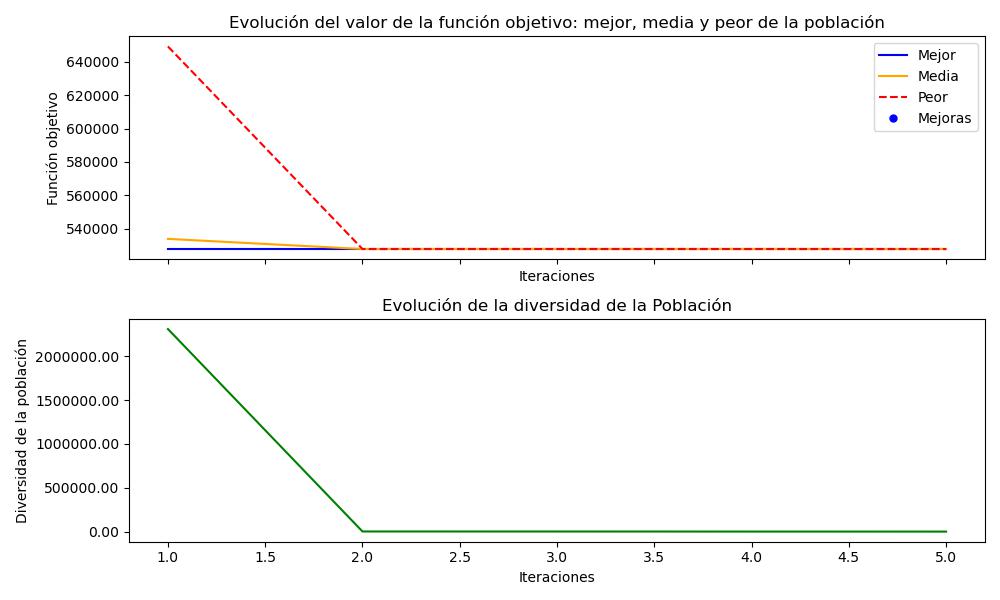 Evolución del valor de la función objetivo: mejor, media y peor de la población
Función objetivo
640000
620000
600000
580000
560000
540000
Mejor
Media
Peor
Mejoras
Iteraciones
Evolución de la diversidad de la Población
Diversidad de la población
2000000.00
1500000.00
1000000.00
500000.00
0.00
1.0 1.5 2.0 2.5 3.0 3.5 4.0 4.5 5.0
Iteraciones